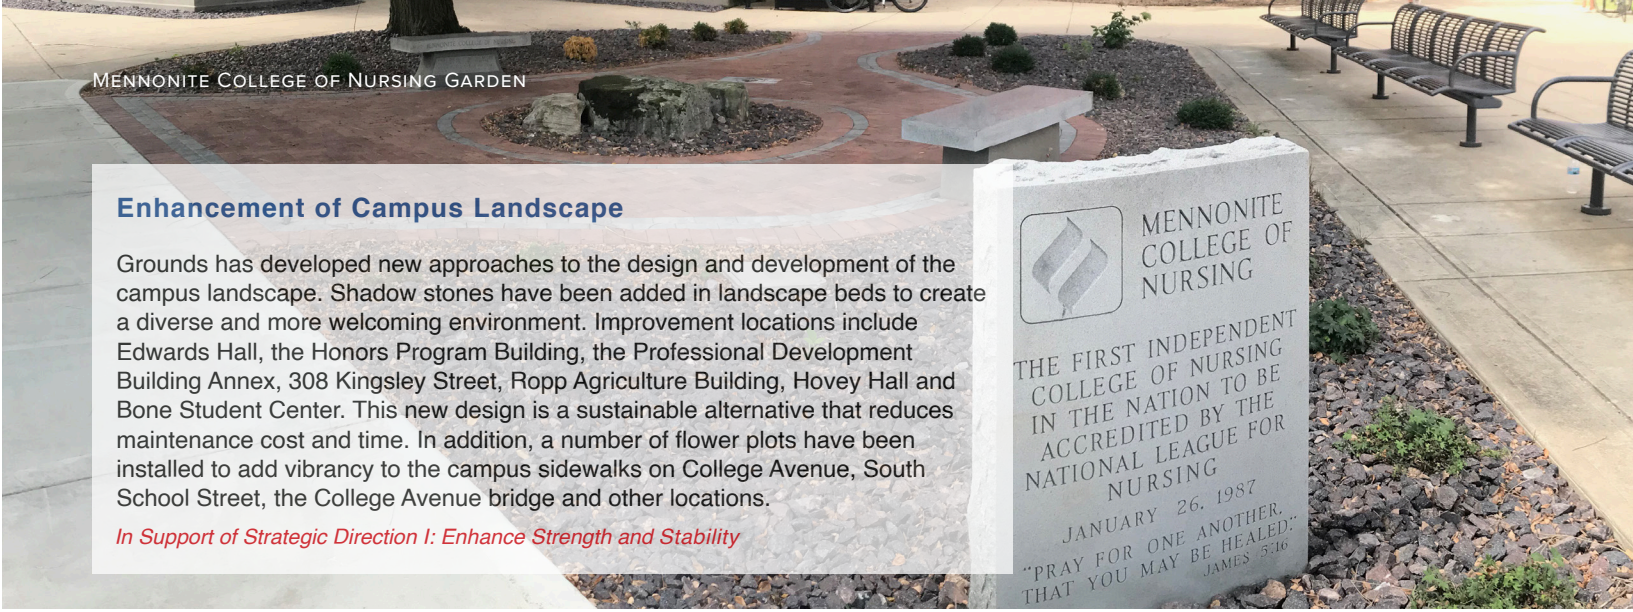 MENNONITE COLLEGE OF NURSING GARDEN
Enhancement of Campus Landscape
Grounds has developed new approaches to the design and development of the
campus landscape. Shadow stones have been added in landscape beds to create
a diverse and more welcoming environment. Improvement locations include
Edwards Hall, the Honors Program Building, the Professional Development
Building Annex, 308 Kingsley Street, Ropp Agriculture Building, Hovey Hall and
Bone Student Center. This new design is a sustainable alternative that reduces
maintenance cost and time. In addition, a number of flower plots have been
installed to add vibrancy to the campus sidewalks on College Avenue, South
School Street, the College Avenue bridge and other locations.
In Support of Strategic Direction I: Enhance Strength and Stability
MENNONITE
COLLEGE OF
NURSING
THE FIRST INDEPENDENT
COLLEGE OF NURSING
IN THE NATION TO BE
ACCREDITED BY THE
NATIONAL LEAGUE FOR
NURSING
JANUARY 26, 1987
"PRAY FOR ONE ANOTHER,
THAT YOU MAY BE HEALED."
JAMES 5:16